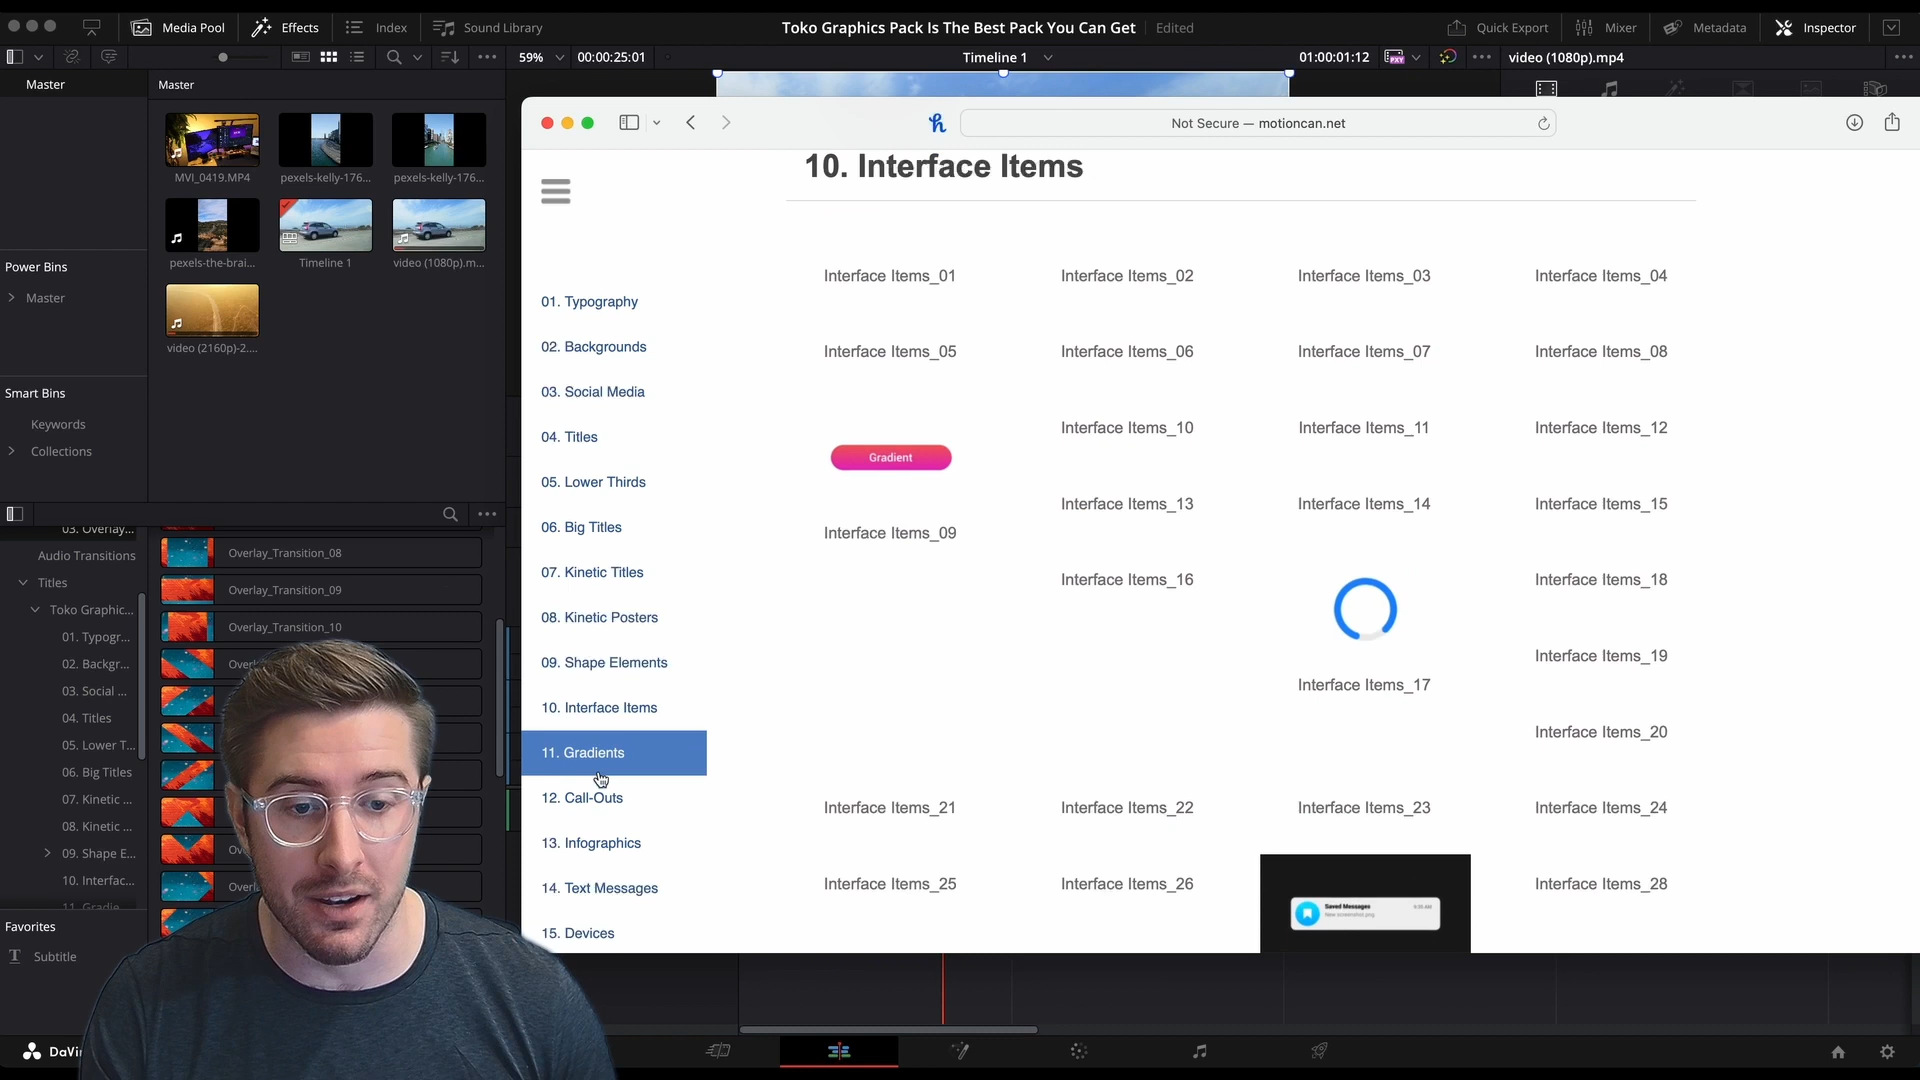 Media Pool
Effects
Index
Sound Library
Toko Graphics Pack Is The Best Pack You Can Get
Edited
Quick Export
Mixer
Metadata
Inspector
59%
00:00:25:01
Timeline 1
01:00:01:12
video (1080p).mp4
Master
Master
MVI_0419.MP4
pexels-kelly-176...
pexels-kelly-176...
pexels-the-brai...
Timeline 1
video (1080p).m...
video (2160p)-2....
Power Bins
Master
Smart Bins
Keywords
Collections
03. Overlay...
Audio Transitions
Titles
Toko Graphic...
01. Typogr...
02. Backgr...
03. Social ...
04. Titles
05. Lower T...
06. Big Titles
07. Kinetic ...
08. Kinetic ...
09. Shape E...
10. Interfac...
11. Gradie...
Favorites
Subtitle
Overlay_Transition_08
Overlay_Transition_09
Overlay_Transition_10
Not Secure — motioncan.net
10. Interface Items
01. Typography
02. Backgrounds
03. Social Media
04. Titles
05. Lower Thirds
06. Big Titles
07. Kinetic Titles
08. Kinetic Posters
09. Shape Elements
10. Interface Items
11. Gradients
12. Call-Outs
13. Infographics
14. Text Messages
15. Devices
Interface Items_01
Interface Items_02
Interface Items_03
Interface Items_04
Interface Items_05
Interface Items_06
Interface Items_07
Interface Items_08
Gradient
Interface Items_09
Interface Items_10
Interface Items_11
Interface Items_12
Interface Items_13
Interface Items_14
Interface Items_15
Interface Items_16
Interface Items_17
Interface Items_18
Interface Items_19
Interface Items_20
Interface Items_21
Interface Items_22
Interface Items_23
Interface Items_24
Interface Items_25
Interface Items_26
Saved Messages
New screenshot.png
Interface Items_28